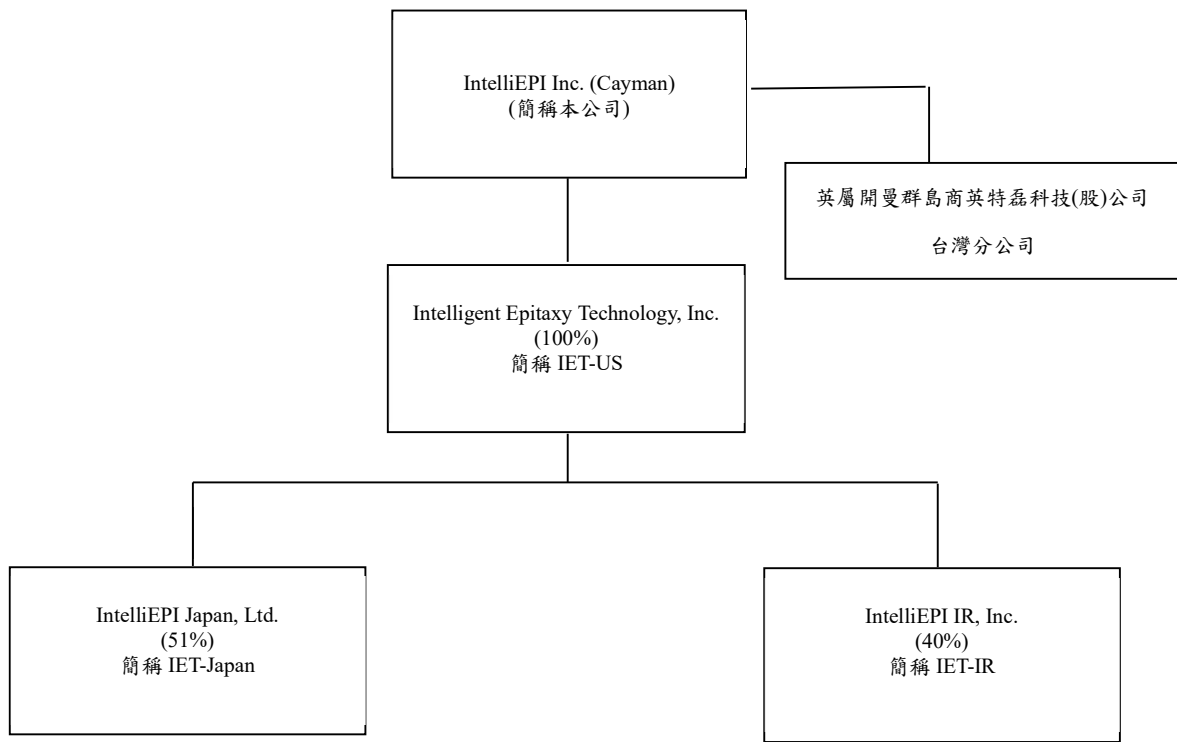 IntelliEPI Inc. (Cayman)
(簡稱本公司)
英屬開曼群島商英特磊科技(股)公司
台灣分公司
Intelligent Epitaxy Technology, Inc.
(100%)
簡稱 IET-US
IntelliEPI Japan, Ltd.
(51%)
簡稱 IET-Japan
IntelliEPI IR, Inc.
(40%)
簡稱 IET-IR